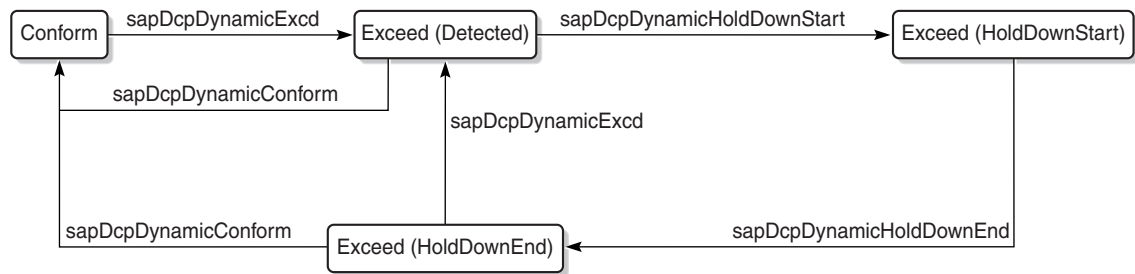 Conform
sapDcpDynamicExcd
Exceed (Detected)
sapDcpDynamicHoldDownStart
Exceed (HoldDownStart)
sapDcpDynamicConform
sapDcpDynamicExcd
sapDcpDynamicConform
Exceed (HoldDownEnd)
sapDcpDynamicHoldDownEnd